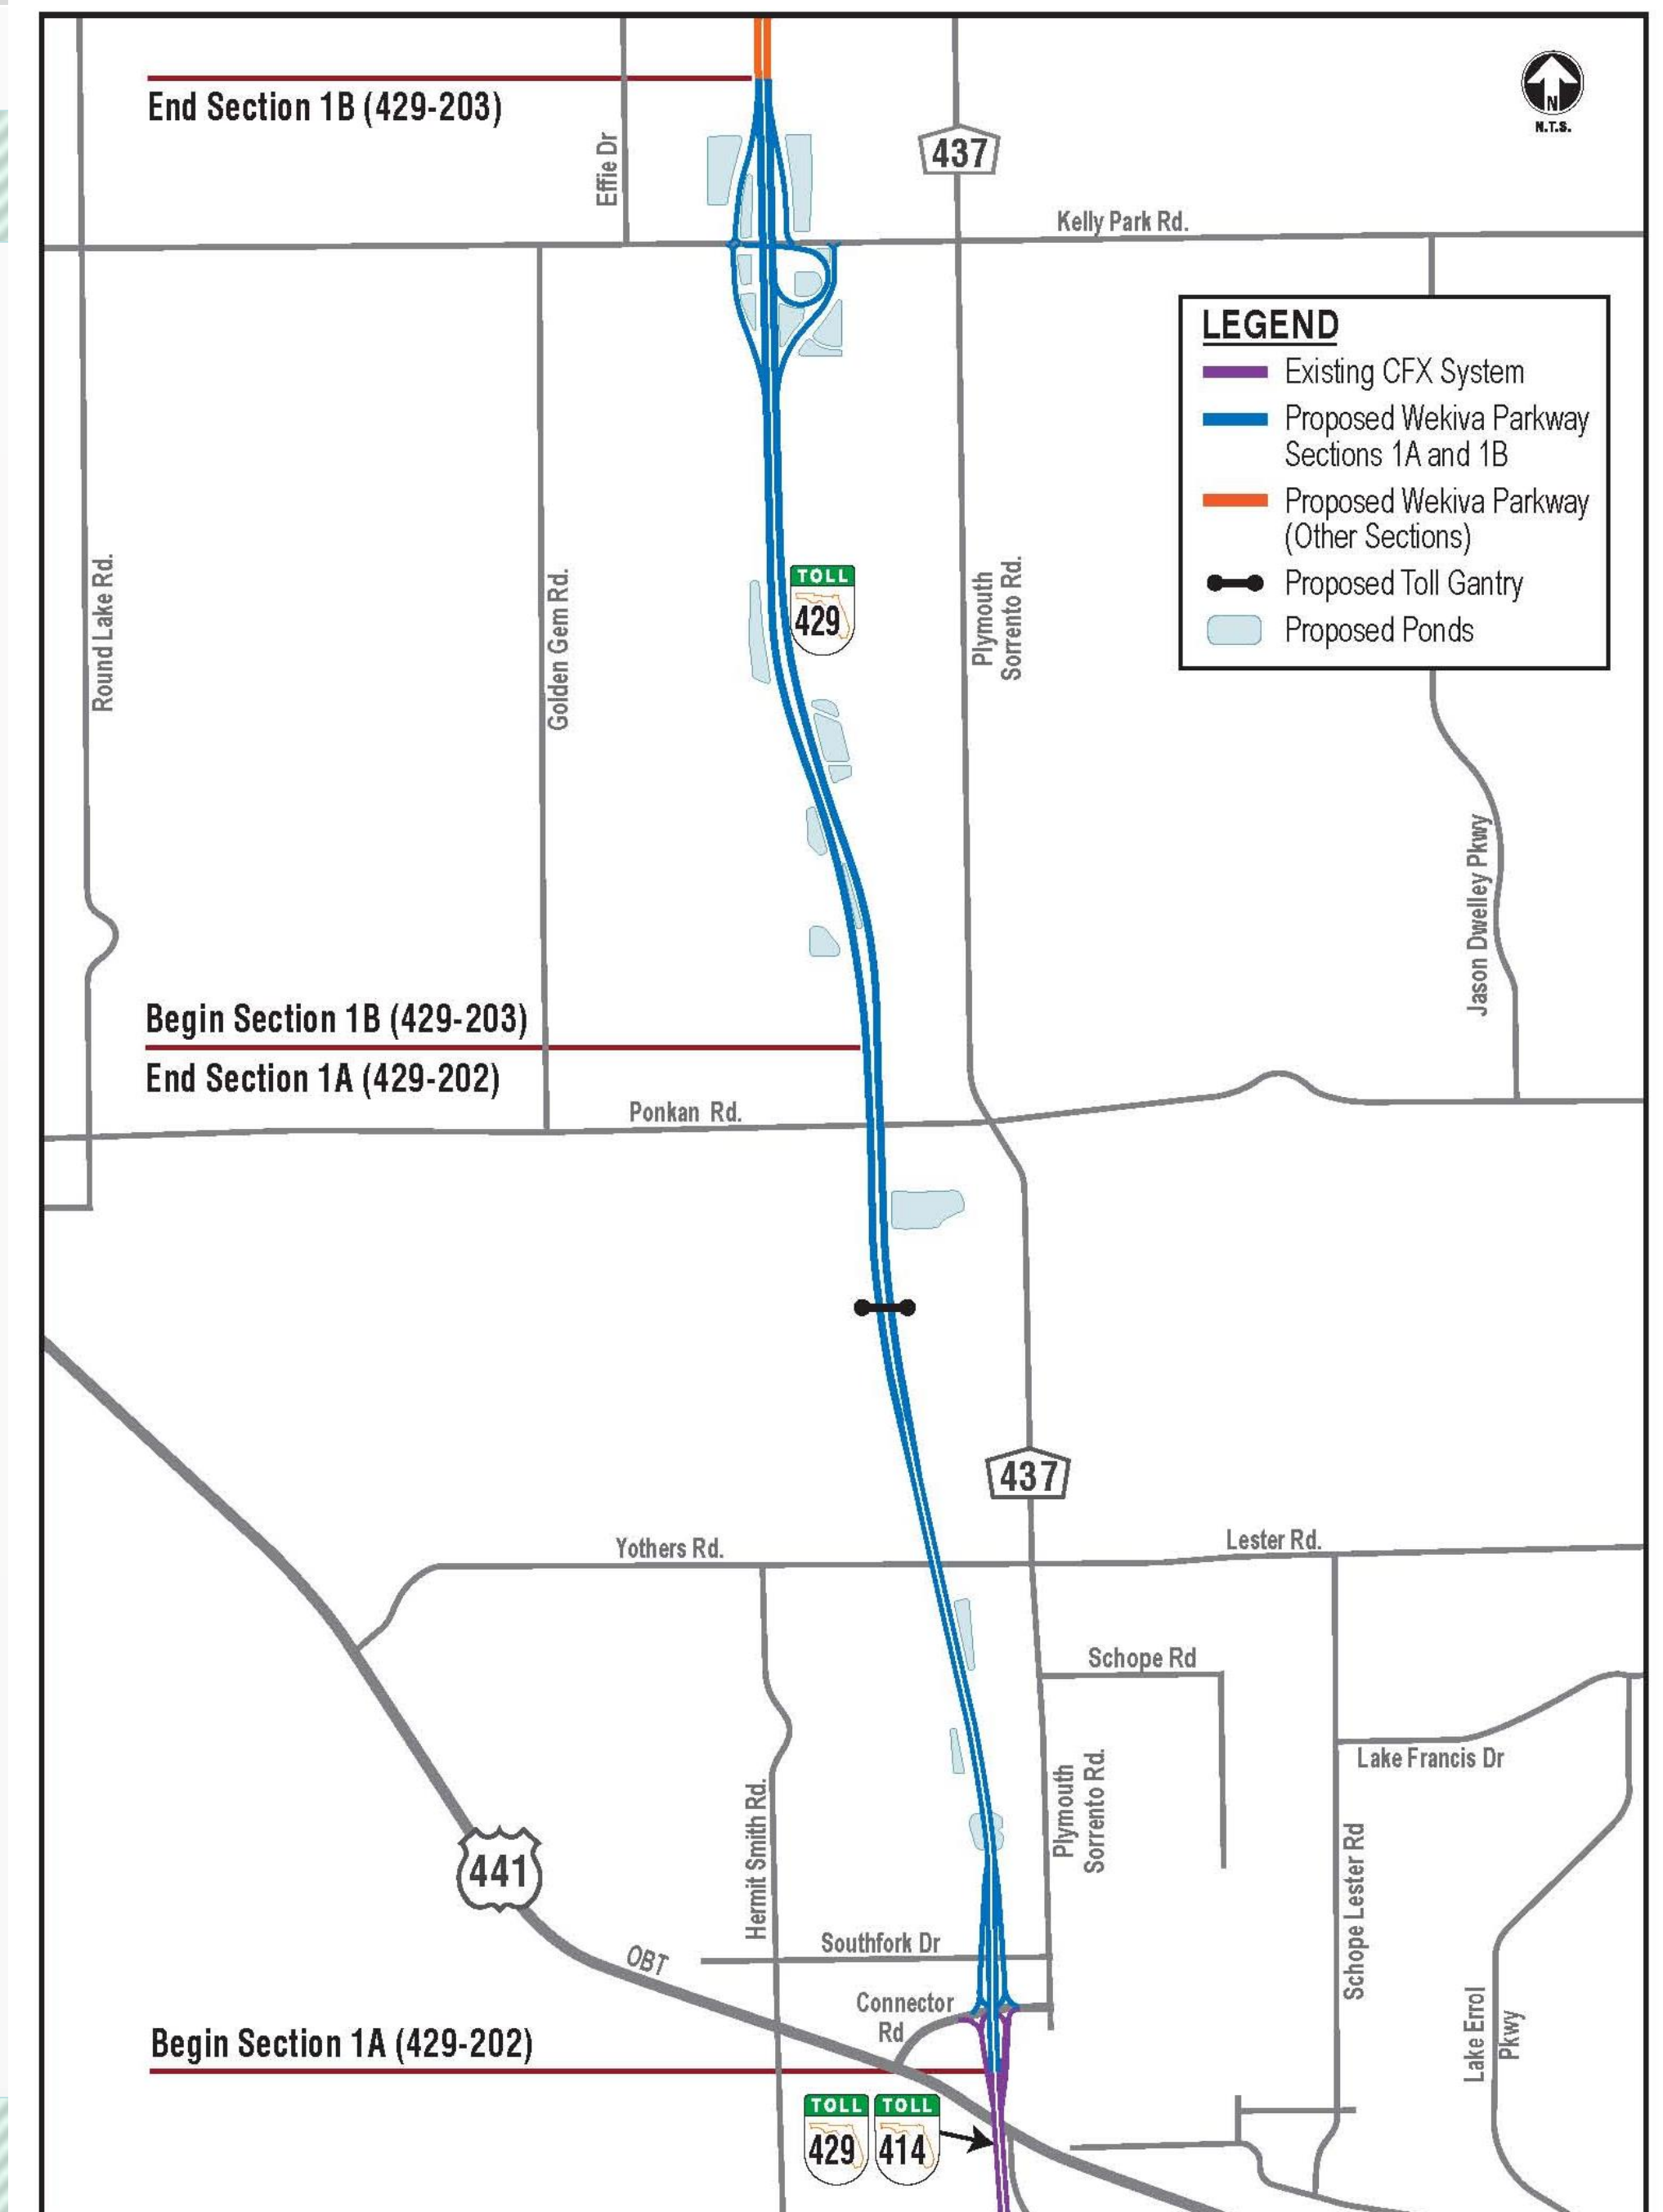 End Section 1B (429-203)
N
N.T.S.
Effie Dr
437
Kelly Park Rd.
LEGEND
Existing CFX System
Proposed Wekiva Parkway
Sections 1A and 1B
Proposed Wekiva Parkway
(Other Sections)
Proposed Toll Gantry
Proposed Ponds
Round Lake Rd.
Golden Gem Rd.
TOLL
429
Plymouth
Sorrento Rd.
Jason Dwelley Pkwy
Begin Section 1B (429-203)
End Section 1A (429-202)
Ponkan Rd.
437
Yothers Rd.
Lester Rd.
Schope Rd
Lake Francis Dr
Plymouth
Sorrento Rd.
Hermit Smith Rd.
441
Schope Lester Rd
OBT
Southfork Dr
Connector
Rd
Lake Errol
Pkwy
Begin Section 1A (429-202)
TOLL
429
TOLL
414